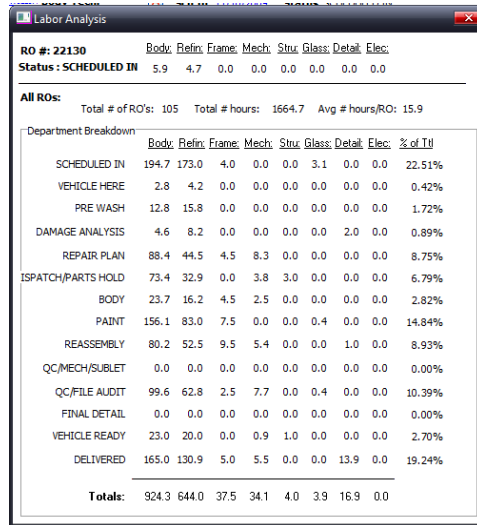 Labor Analysis
RO #: 22130 Body: Refin: Frame: Mech: Stru: Glass: Detail: Elec:
Status : SCHEDULED IN 5.9 4.7 0.0 0.0 0.0 0.0 0.0 0.0
All ROs:
Total # of RO's: 105 Total # hours: 1664.7 Avg # hours/RO: 15.9
Department Breakdown
Body: Refin: Frame: Mech: Stru: Glass: Detail: Elec: % of Ttl
SCHEDULED IN 194.7 173.0 4.0 0.0 0.0 3.1 0.0 0.0 22.51%
VEHICLE HERE 2.8 4.2 0.0 0.0 0.0 0.0 0.0 0.0 0.42%
PRE WASH 12.8 15.8 0.0 0.0 0.0 0.0 0.0 0.0 1.72%
DAMAGE ANALYSIS 4.6 8.2 0.0 0.0 0.0 0.0 2.0 0.0 0.89%
REPAIR PLAN 88.4 44.5 4.5 8.3 0.0 0.0 0.0 0.0 8.75%
ISPATCH/PARTS HOLD 73.4 32.9 0.0 3.8 3.0 0.0 0.0 0.0 6.79%
BODY 23.7 16.2 4.5 2.5 0.0 0.0 0.0 0.0 2.82%
PAINT 156.1 83.0 7.5 0.0 0.0 0.4 0.0 0.0 14.84%
REASSEMBLY 80.2 52.5 9.5 5.4 0.0 0.0 1.0 0.0 8.93%
QC/MECH/SUBLET 0.0 0.0 0.0 0.0 0.0 0.0 0.0 0.0 0.00%
QC/FILE AUDIT 99.6 62.8 2.5 7.7 0.0 0.4 0.0 0.0 10.39%
FINAL DETAIL 0.0 0.0 0.0 0.0 0.0 0.0 0.0 0.0 0.00%
VEHICLE READY 23.0 20.0 0.0 0.9 1.0 0.0 0.0 0.0 2.70%
DELIVERED 165.0 130.9 5.0 5.5 0.0 0.0 13.9 0.0 19.24%
Totals: 924.3 644.0 37.5 34.1 4.0 3.9 16.9 0.0